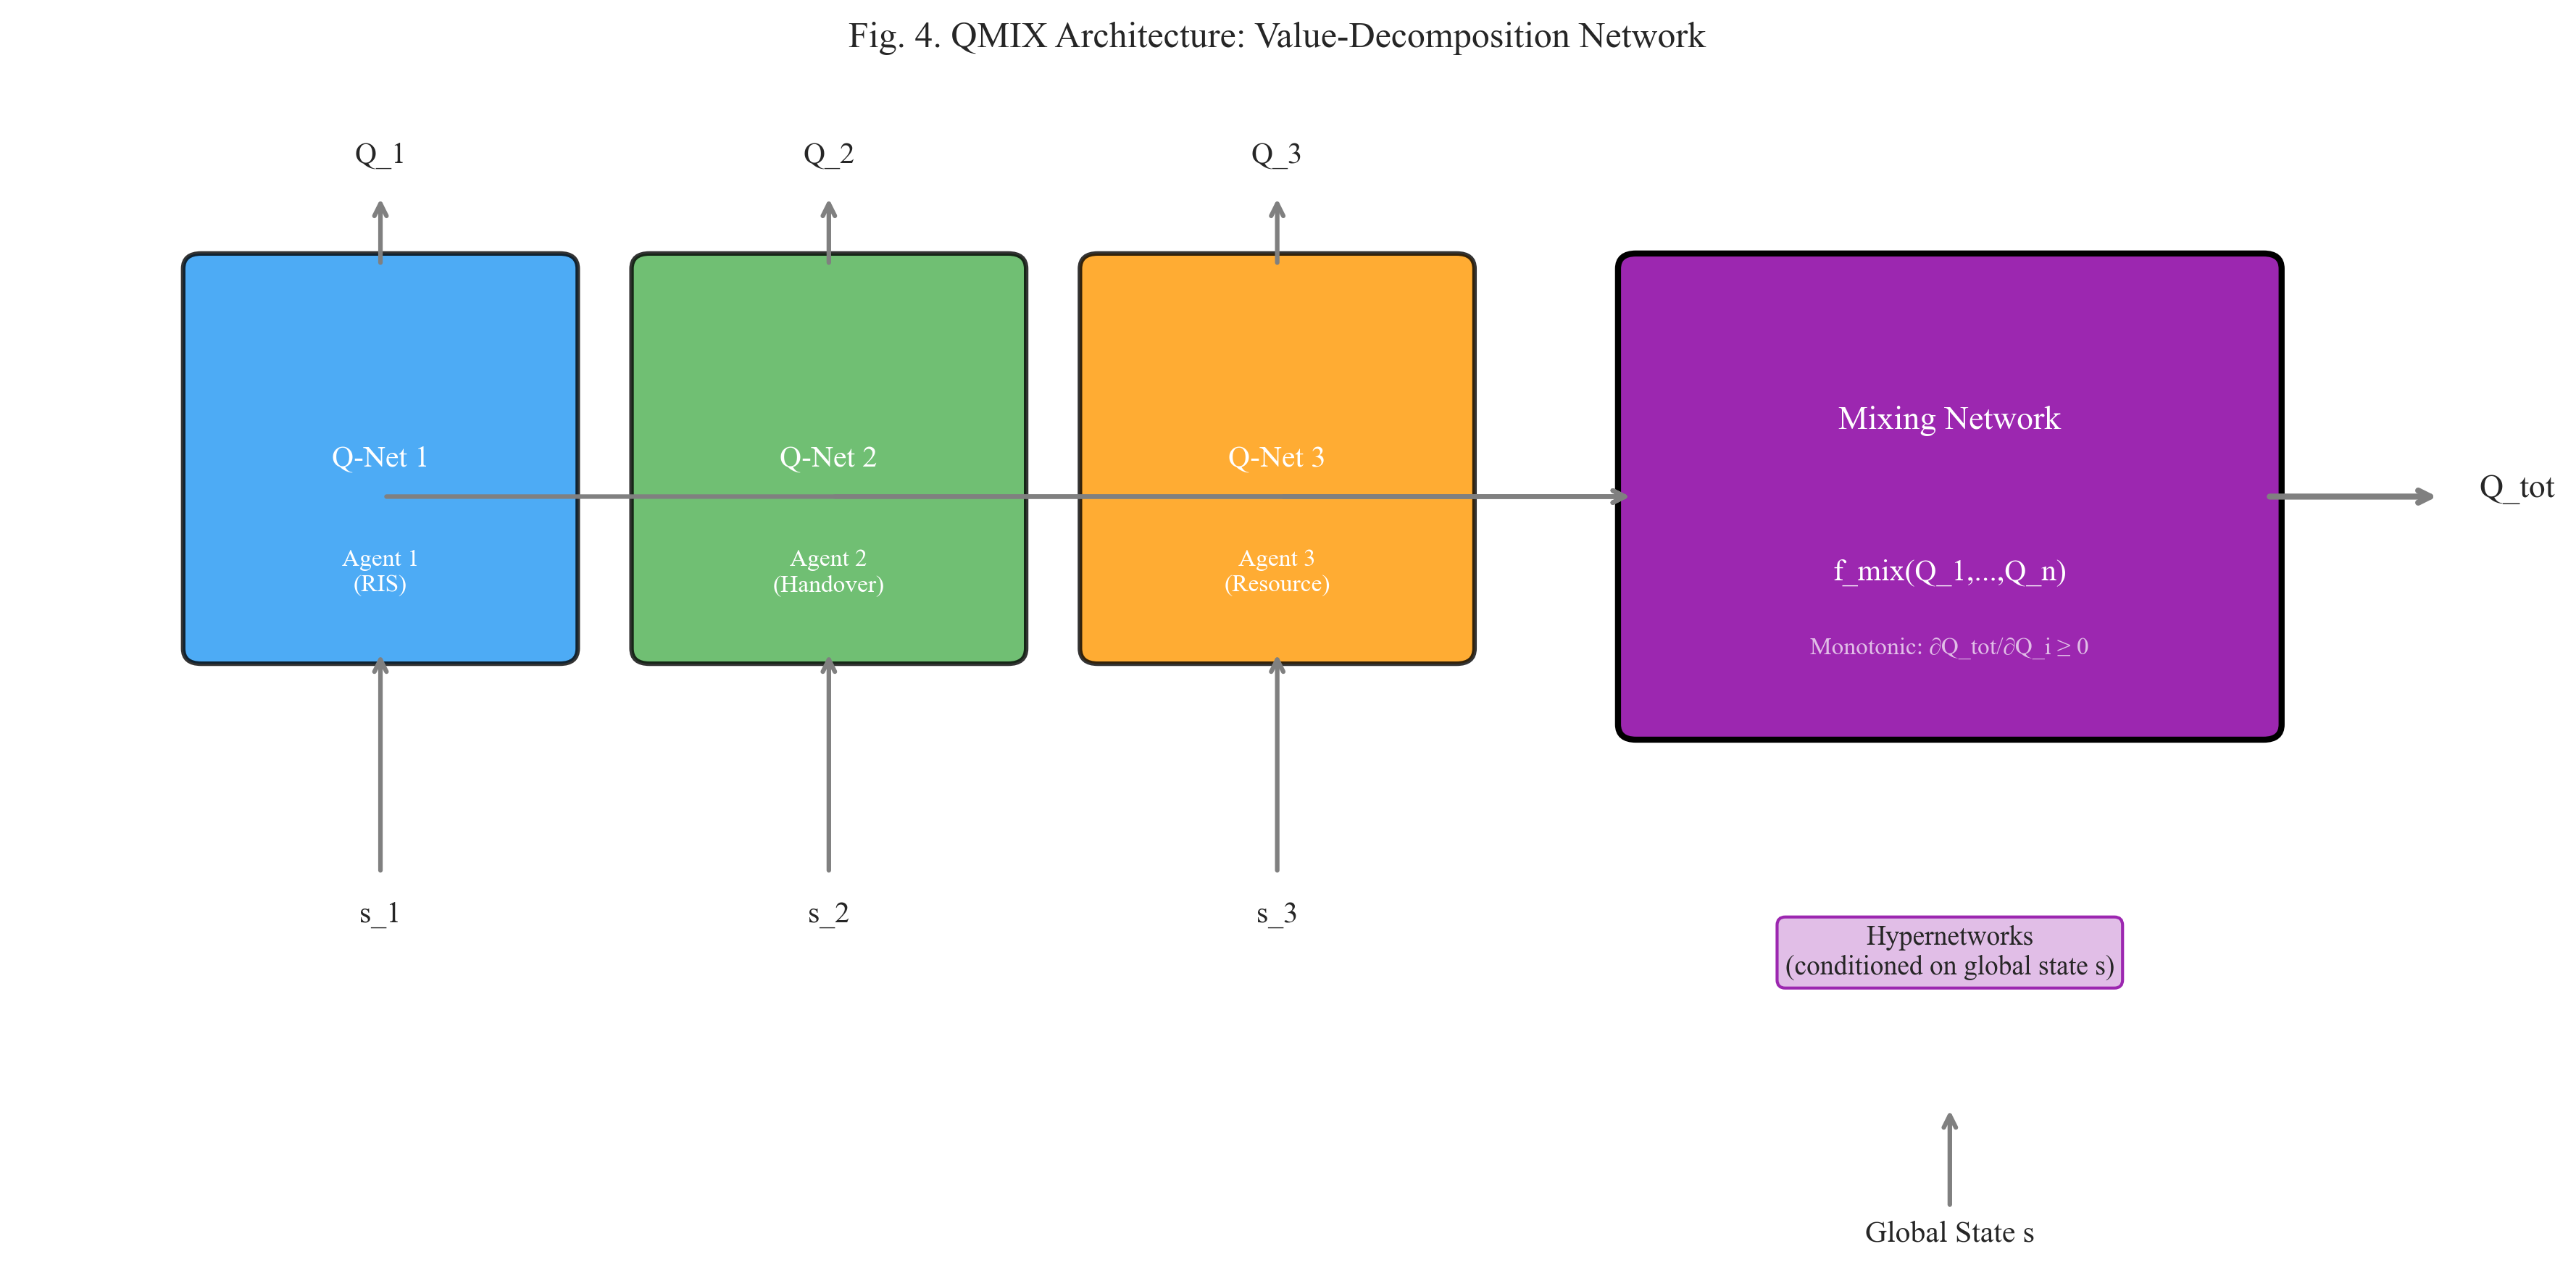 Fig. 4. QMIX Architecture: Value-Decomposition Network
Q_1
Q_2
Q_3
Q-Net 1
Agent 1
(RIS)
Q-Net 2
Agent 2
(Handover)
Q-Net 3
Agent 3
(Resource)
s_1
s_2
s_3
Mixing Network
f_mix(Q_1,...,Q_n)
Monotonic: ∂Q_tot/∂Q_i ≥ 0
Q_tot
Hypernetworks
(conditioned on global state s)
Global State s